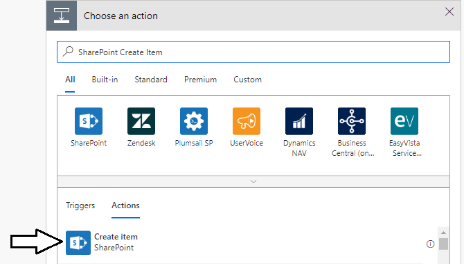 Choose an action
SharePoint Create Item
All Built-in Standard Premium Custom
SharePoint Zendesk Plumsail SP UserVoice Dynamics NAV Business Central (on... EasyVista Service...
Triggers Actions
Create item
SharePoint